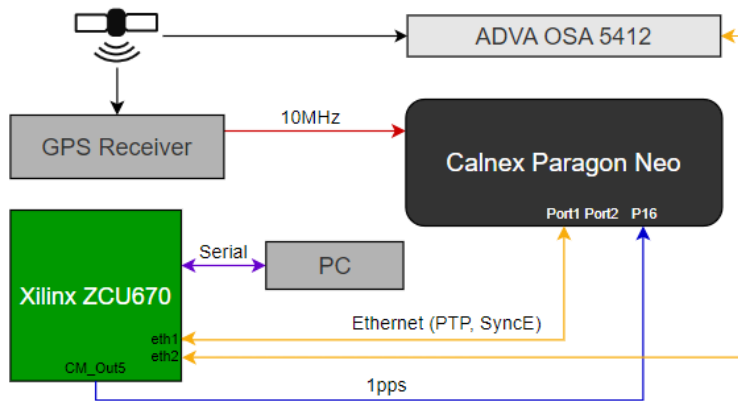 ADVA OSA 5412
GPS Receiver
10MHz
Calnex Paragon Neo
Port1 Port2 P16
Xilinx ZCU670
Serial
PC
Ethernet (PTP, SyncE)
eth1
eth2
CM_Out5
1pps